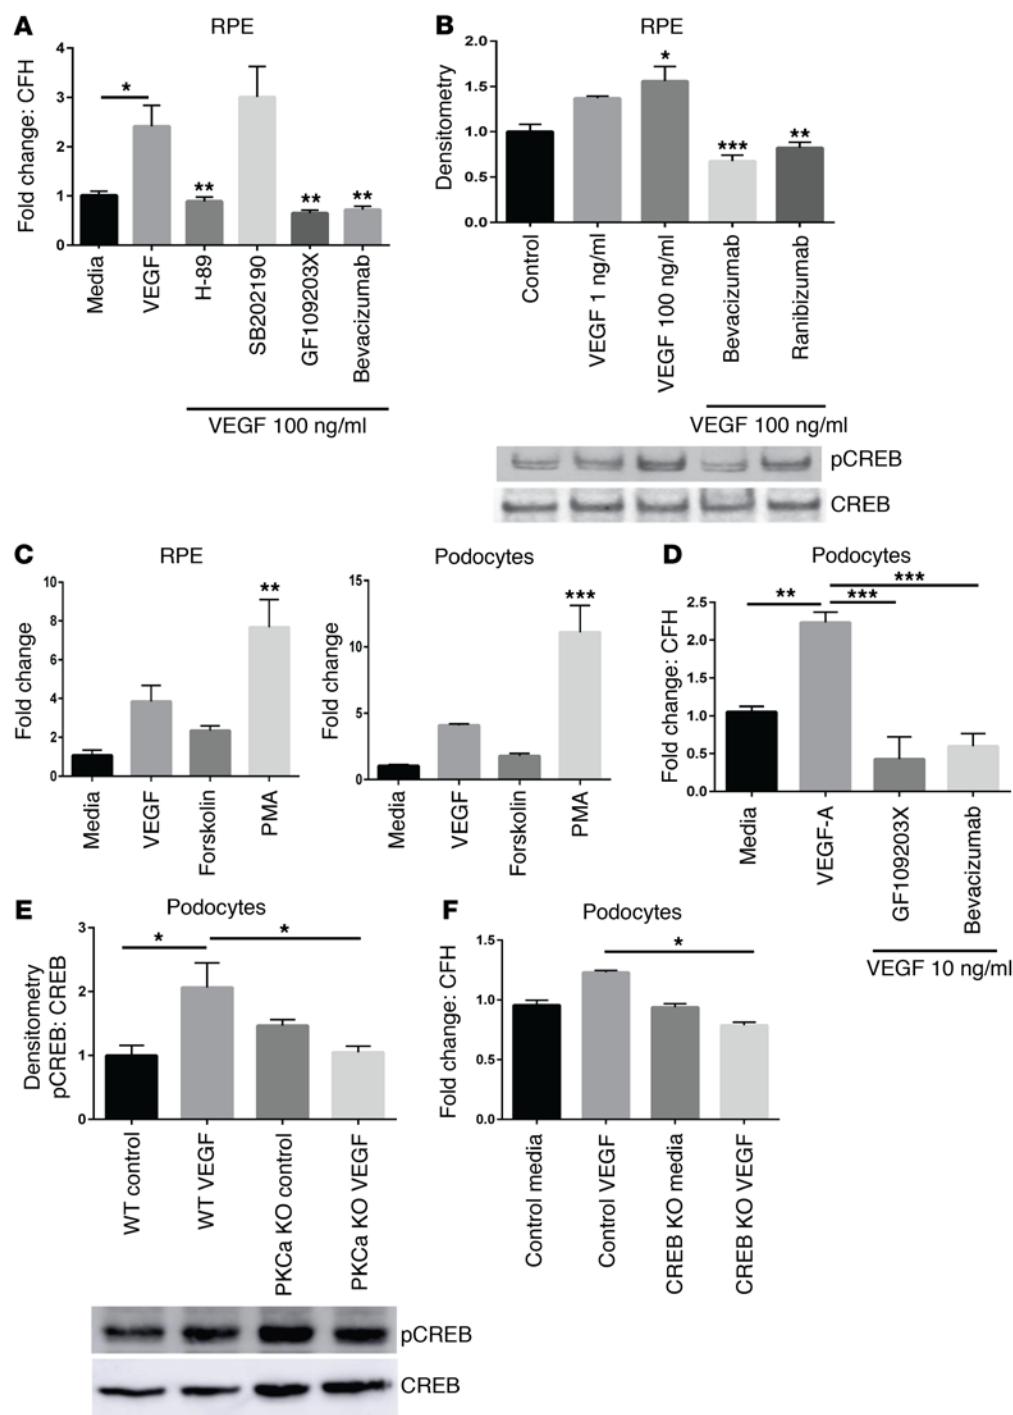 A
RPE
Fold change: CFH
4
3
2
1
0
*
**
**
**
Media
VEGF
H-89
SB202190
GF109203X
Bevacizumab
VEGF 100 ng/ml
B
RPE
Densitometry
2.0
1.5
1.0
0.5
0.0
*
***
**
Control
VEGF 1 ng/ml
VEGF 100 ng/ml
Bevacizumab
Ranibizumab
VEGF 100 ng/ml
pCREB
CREB
C
RPE
Fold change
10
8
6
4
2
0
**
Media
VEGF
Forskolin
PMA
Podocytes
Fold change
15
10
5
0
***
Media
VEGF
Forskolin
PMA
D
Podocytes
Fold change: CFH
2.5
2.0
1.5
1.0
0.5
0.0
**
***
***
Media
VEGF-A
GF109203X
Bevacizumab
VEGF 10 ng/ml
E
Podocytes
Densitometry
pCREB: CREB
3
2
1
0
*
*
WT control
WT VEGF
PKCa KO control
PKCa KO VEGF
pCREB
CREB
F
Podocytes
Fold change: CFH
1.5
1.0
0.5
0.0
*
Control media
Control VEGF
CREB KO media
CREB KO VEGF